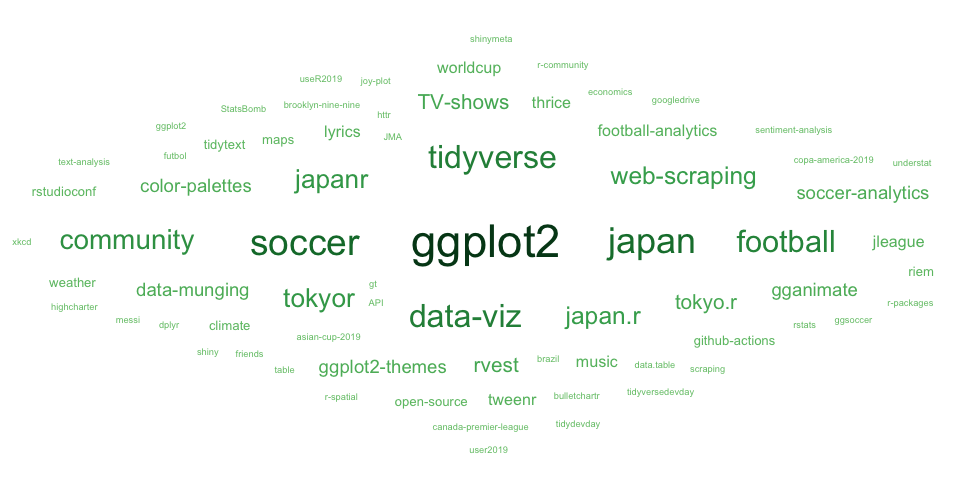 shinymeta
worldcup
r-community
useR2019
joy-plot
TV-shows
thrice
economics
googledrive
StatsBomb
brooklyn-nine-nine
httr
ggplot2
tidytext
maps
lyrics
JMA
football-analytics
sentiment-analysis
text-analysis
futbol
tidyverse
copa-america-2019
understat
rstudioconf
color-palettes
japanr
web-scraping
soccer-analytics
xkcd
community
soccer
ggplot2
japan
football
jleague
weather
data-munging
tokyor
gt
API
tokyo.r
gganimate
riem
highcharter
messi
dplyr
climate
data-viz
japan.r
r-packages
rstats
ggsoccer
asian-cup-2019
github-actions
shiny
friends
table
ggplot2-themes
rvest
brazil
music
data.table
scraping
r-spatial
open-source
tweenr
bulletchartr
tidyversedevday
canada-premier-league
tidydevday
user2019